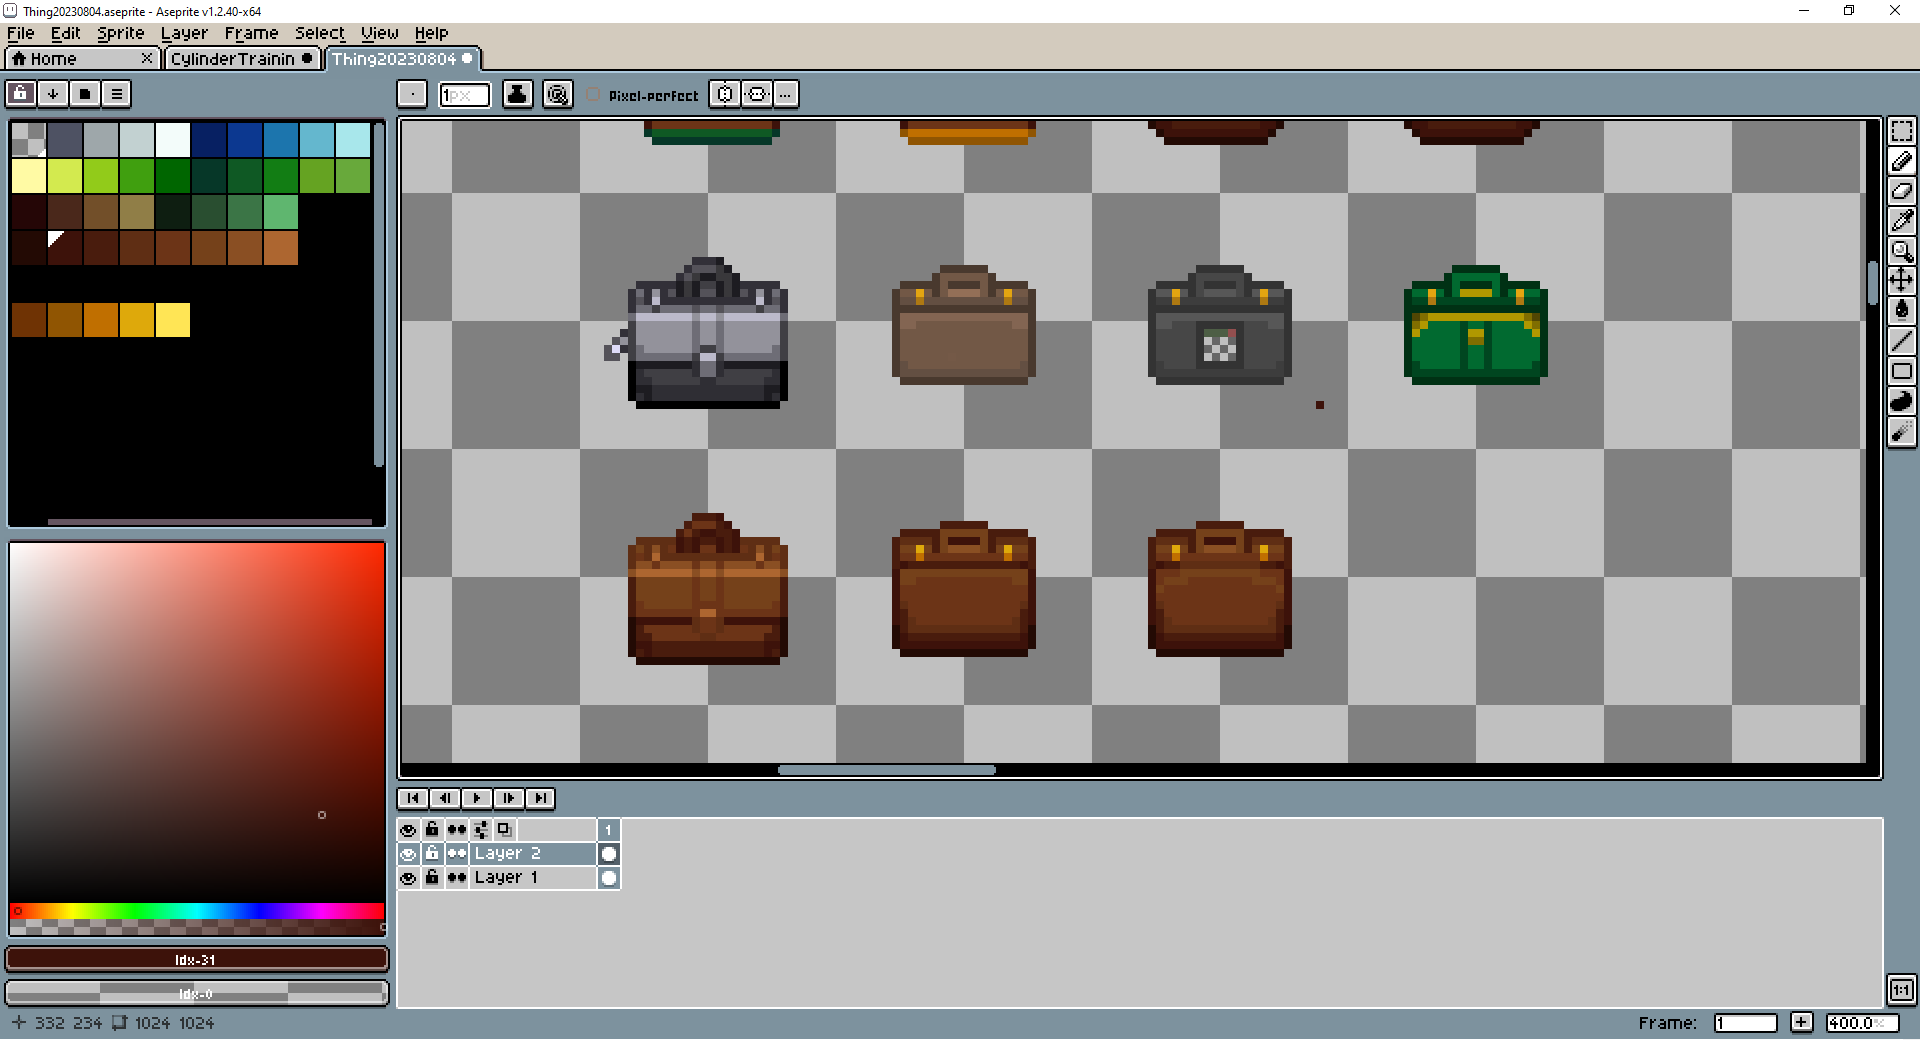 Thing20230804.aseprite - Aseprite v1.2.40-x64
File Edit Sprite Layer Frame Select View Help
Home CylinderTrainin Thing20230804
1px Pixel-perfect ...
1
Layer 2
Layer 1
Idx-31
Idx-0
332 234 1024 1024
1:1
Frame: 1 + 400.0%